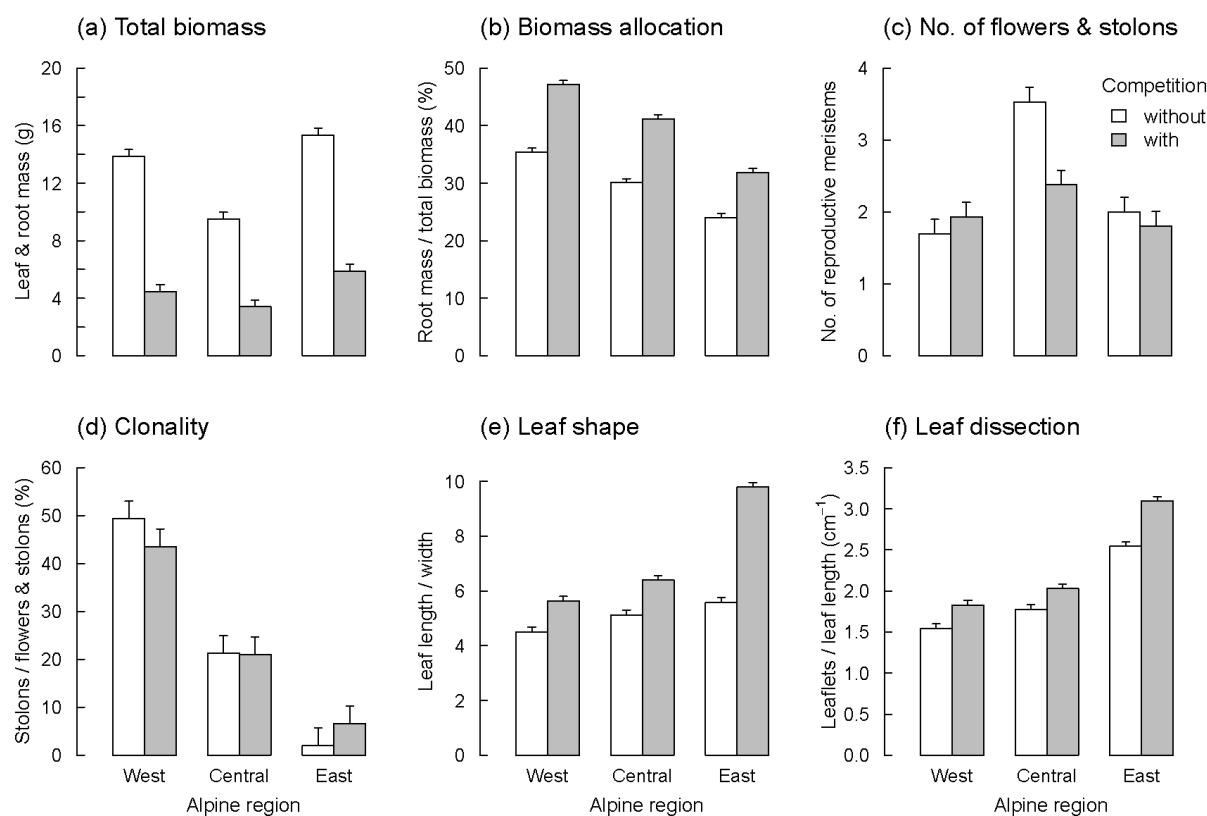 (a) Total biomass
Leaf & root mass (g)
20
16
12
8
4
0
(b) Biomass allocation
Root mass / total biomass (%)
50
40
30
20
10
0
(c) No. of flowers & stolons
No. of reproductive meristems
4
3
2
1
0
Competition
without
with
(d) Clonality
Stolons / flowers & stolons (%)
60
50
40
30
20
10
0
West Central East
Alpine region
(e) Leaf shape
Leaf length / width
10
8
6
4
2
0
West Central East
Alpine region
(f) Leaf dissection
Leaflets / leaf length (cm⁻¹)
3.5
3.0
2.5
2.0
1.5
1.0
0.5
0.0
West Central East
Alpine region